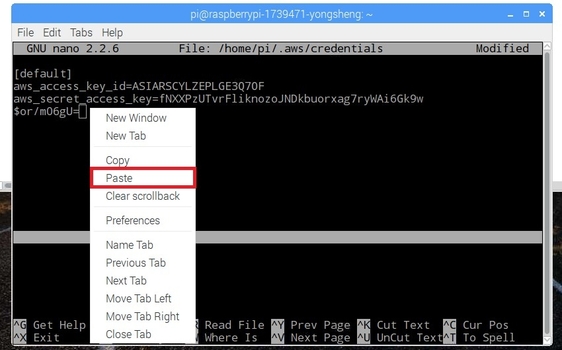 pi@raspberrypi-1739471-yongsheng: ~
File Edit Tabs Help
GNU nano 2.2.6 File: /home/pi/.aws/credentials Modified
[default]
aws_access_key_id=ASIARSCYLZEPLGE3Q7OF
aws_secret_access_key=fNXXPzUTvrFliknozoJNDkbuorxag7ryWAi6Gk9w
$or/mO6gU=
New Window
New Tab
Copy
Paste
Clear scrollback
Preferences
Name Tab
Previous Tab
Next Tab
Move Tab Left
Move Tab Right
Close Tab
^G Get Help Read File ^Y Prev Page ^K Cut Text ^C Cur Pos
^X Exit Where Is ^V Next Page ^U UnCut Text ^T To Spell